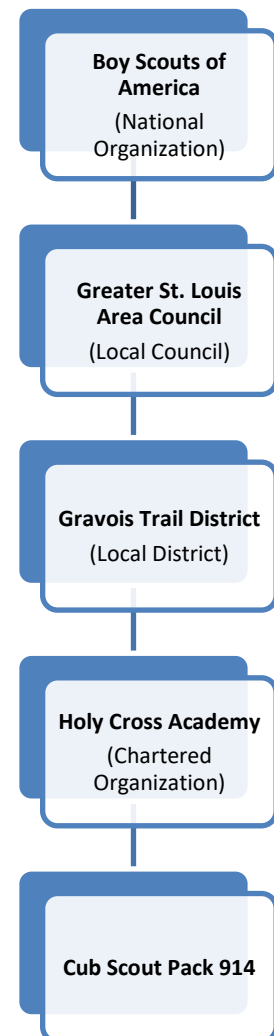 Boy Scouts of
America
(National
Organization)
Greater St. Louis
Area Council
(Local Council)
Gravois Trail District
(Local District)
Holy Cross Academy
(Chartered
Organization)
Cub Scout Pack 914